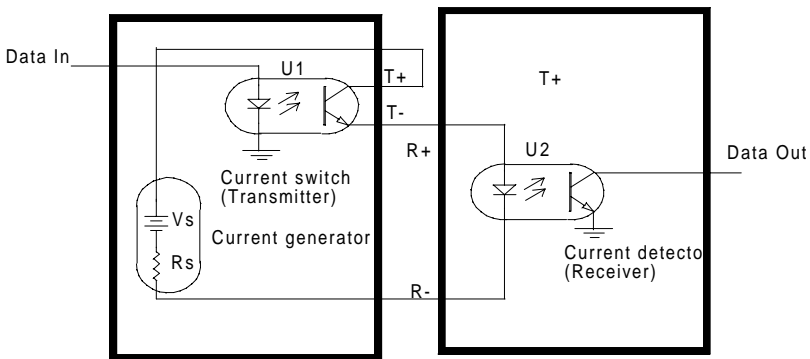 Data In
U1
T+
T+
T-
R+
U2
Data Out
Current switch
(Transmitter)
Vs
Current generator
Rs
Current detecto
(Receiver)
R-